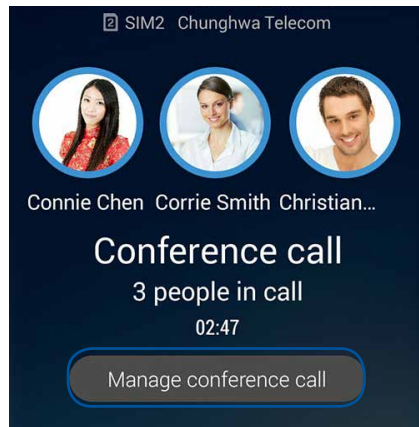 2 SIM2 Chunghwa Telecom
Connie Chen Corrie Smith Christian...
Conference call
3 people in call
02:47
Manage conference call